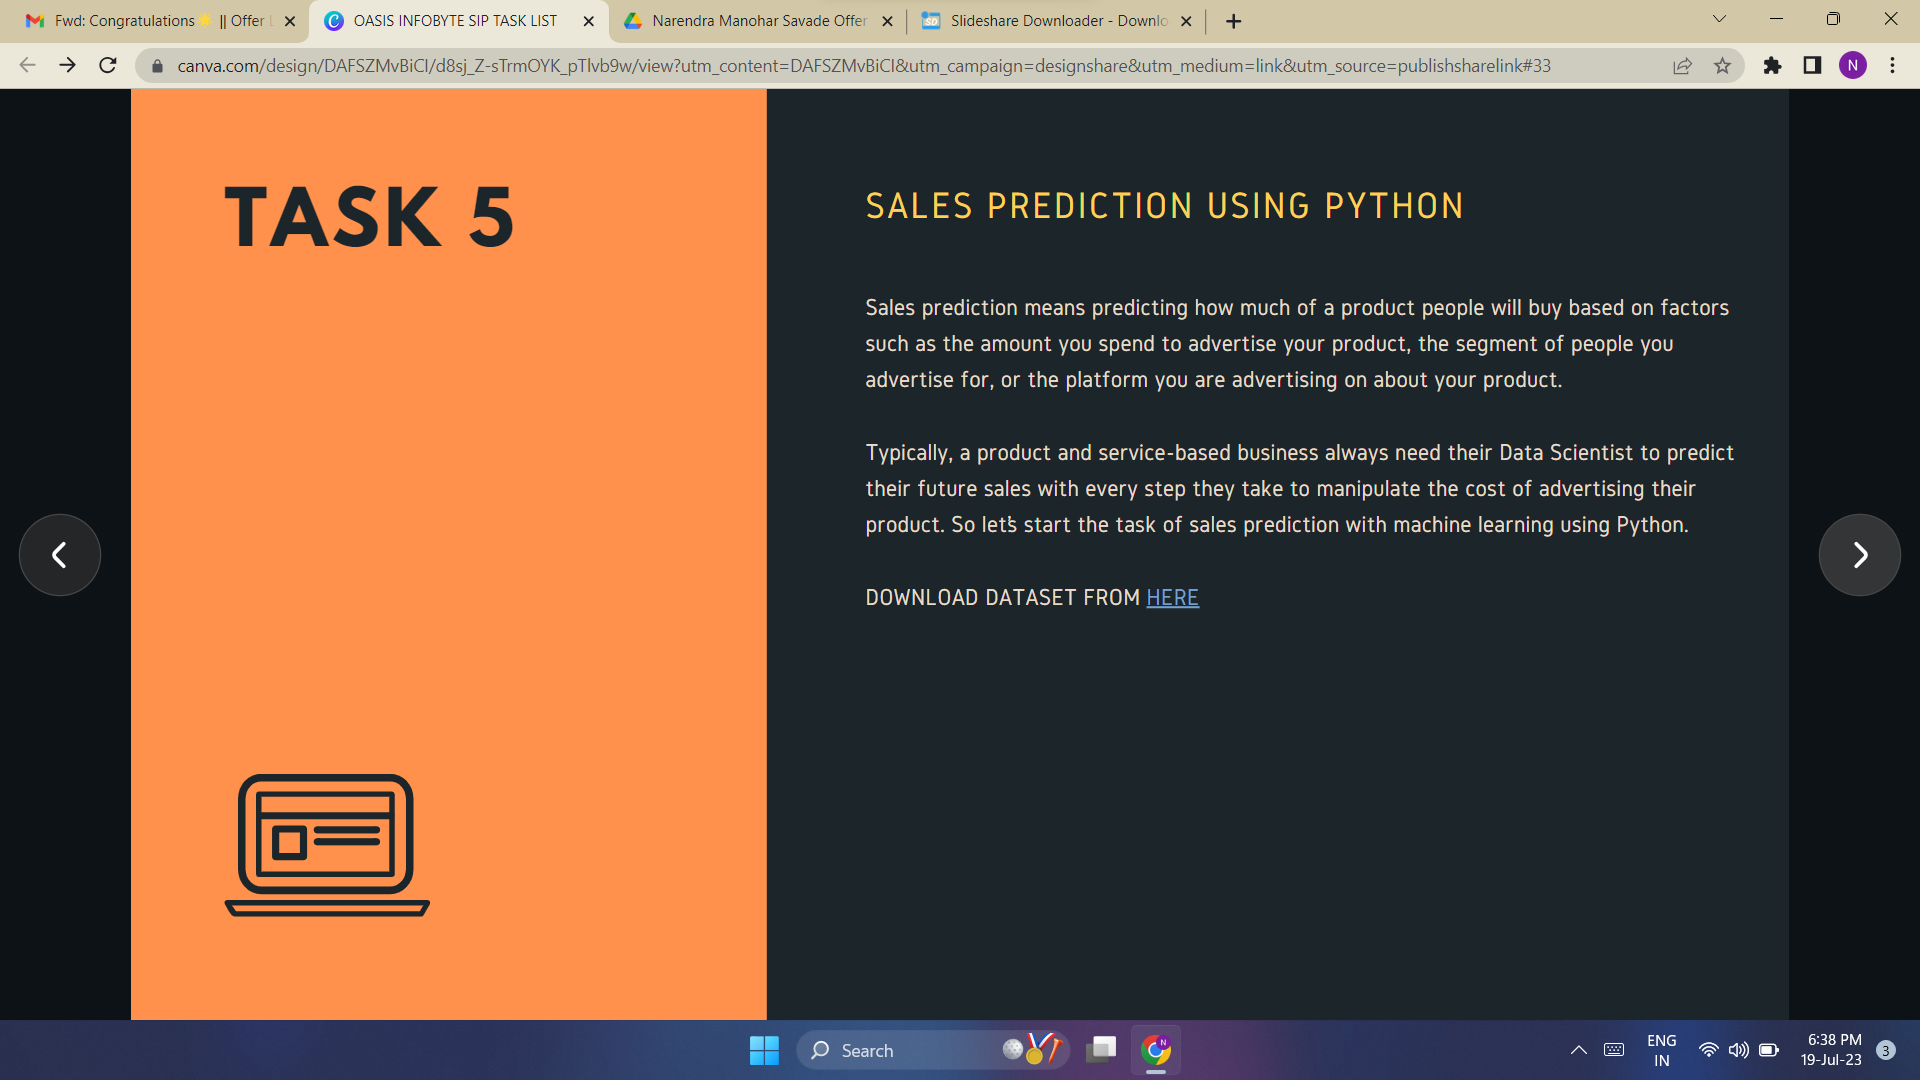 Fwd: Congratulations🌟 || Offer L
OASIS INFOBYTE SIP TASK LIST
Narendra Manohar Savade Offer
Slideshare Downloader - Downlo
canva.com/design/DAFSZMvBiCI/d8sj_Z-sTrmOYK_pTlvb9w/view?utm_content=DAFSZMvBiCI&utm_campaign=designshare&utm_medium=link&utm_source=publishsharelink#33
N
TASK 5
SALES PREDICTION USING PYTHON
Sales prediction means predicting how much of a product people will buy based on factors
such as the amount you spend to advertise your product, the segment of people you
advertise for, or the platform you are advertising on about your product.
Typically, a product and service-based business always need their Data Scientist to predict
their future sales with every step they take to manipulate the cost of advertising their
product. So let's start the task of sales prediction with machine learning using Python.
DOWNLOAD DATASET FROM HERE
Search
N
ENG
IN
6:38 PM
19-Jul-23
3